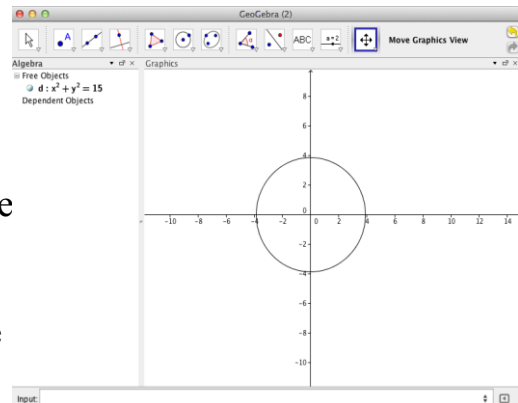 GeoGebra (2)
A ABC a=2 Move Graphics View
Algebra
Graphics
Free Objects
d : x² + y² = 15
Dependent Objects
e
e
8
6
4
2
0
-10 -8 -6 -4 -2 0 2 4 6 8 10 12 14
-2
-4
-6
-8
-10
Input: